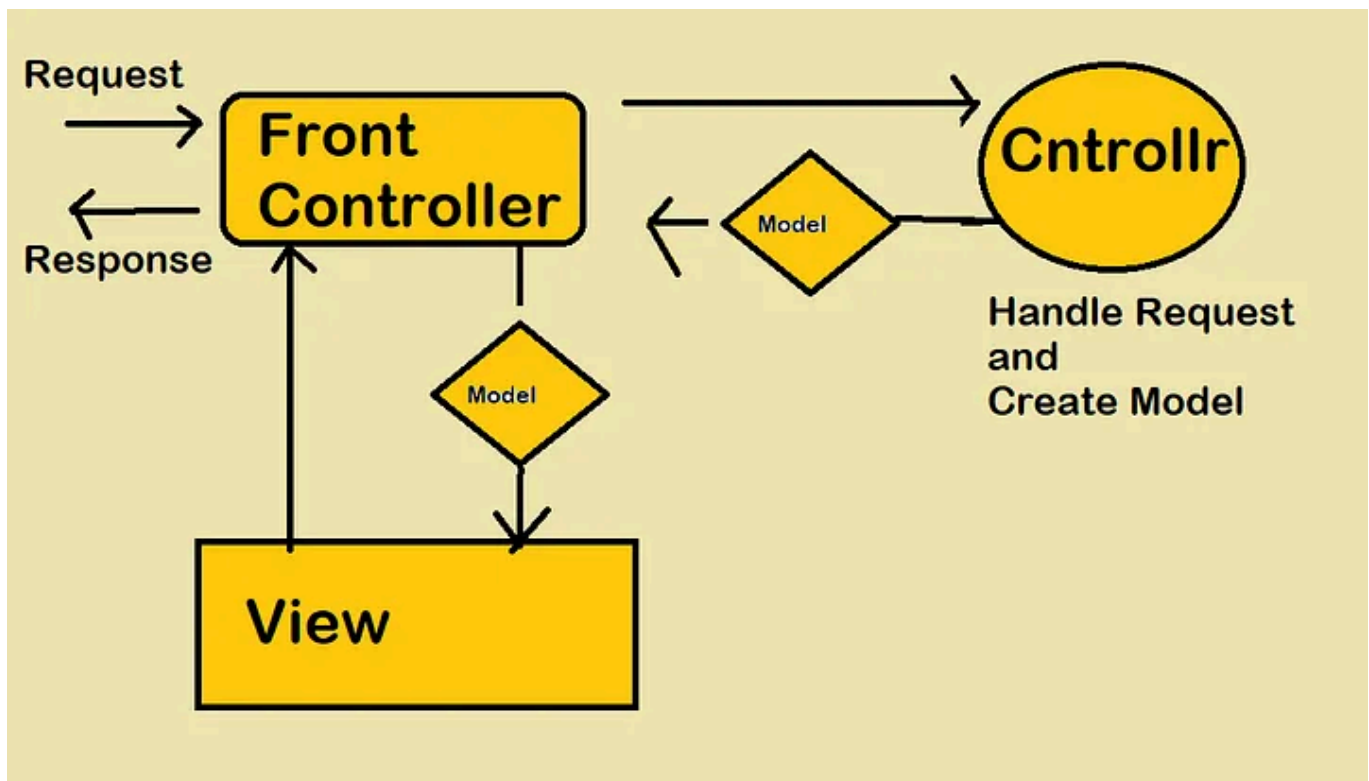 Request
Front
Controller
Response
Cntrollr
Model
Handle Request
and
Create Model
Model
View